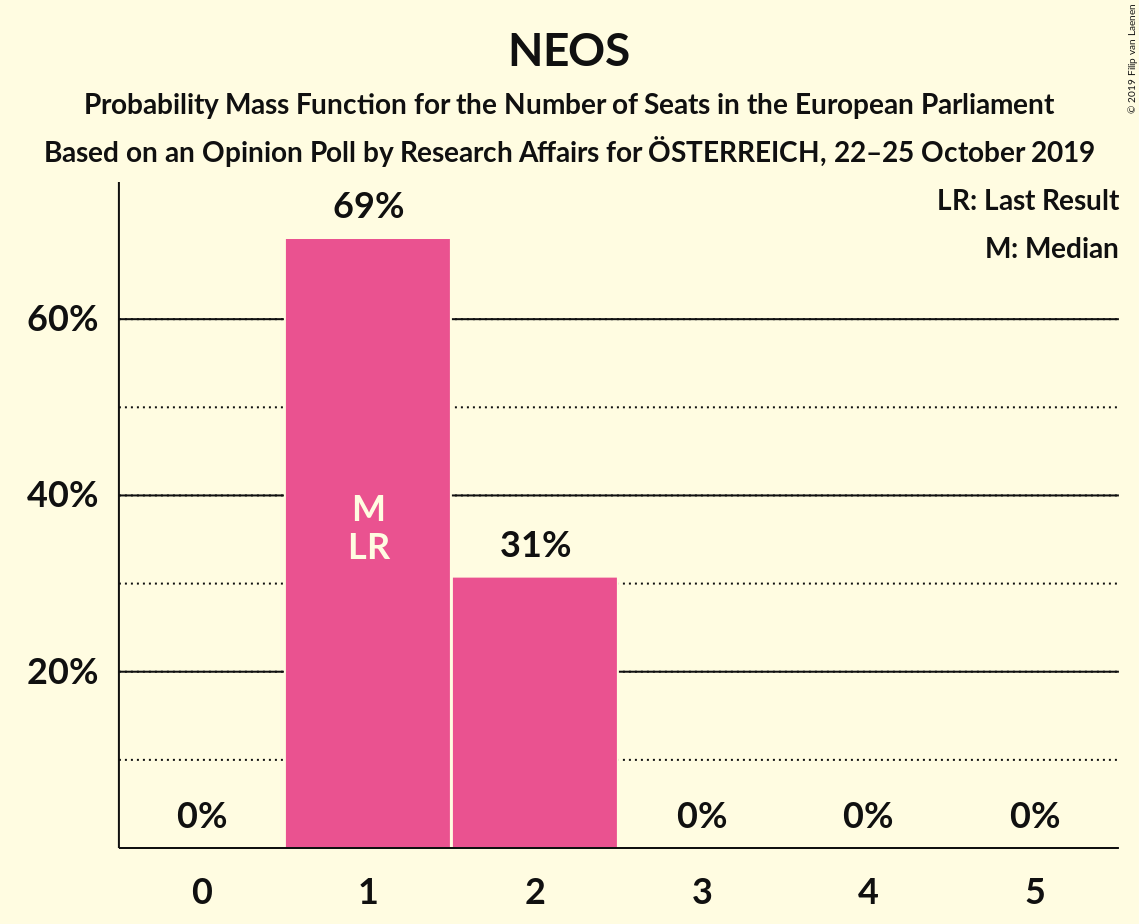 NEOS
Probability Mass Function for the Number of Seats in the European Parliament
Based on an Opinion Poll by Research Affairs for ÖSTERREICH, 22–25 October 2019
© 2019 Filip van Laenen
LR: Last Result
M: Median
69%
60%
40%
M
LR
31%
20%
0%
0%
0%
0%
0
1
2
3
4
5